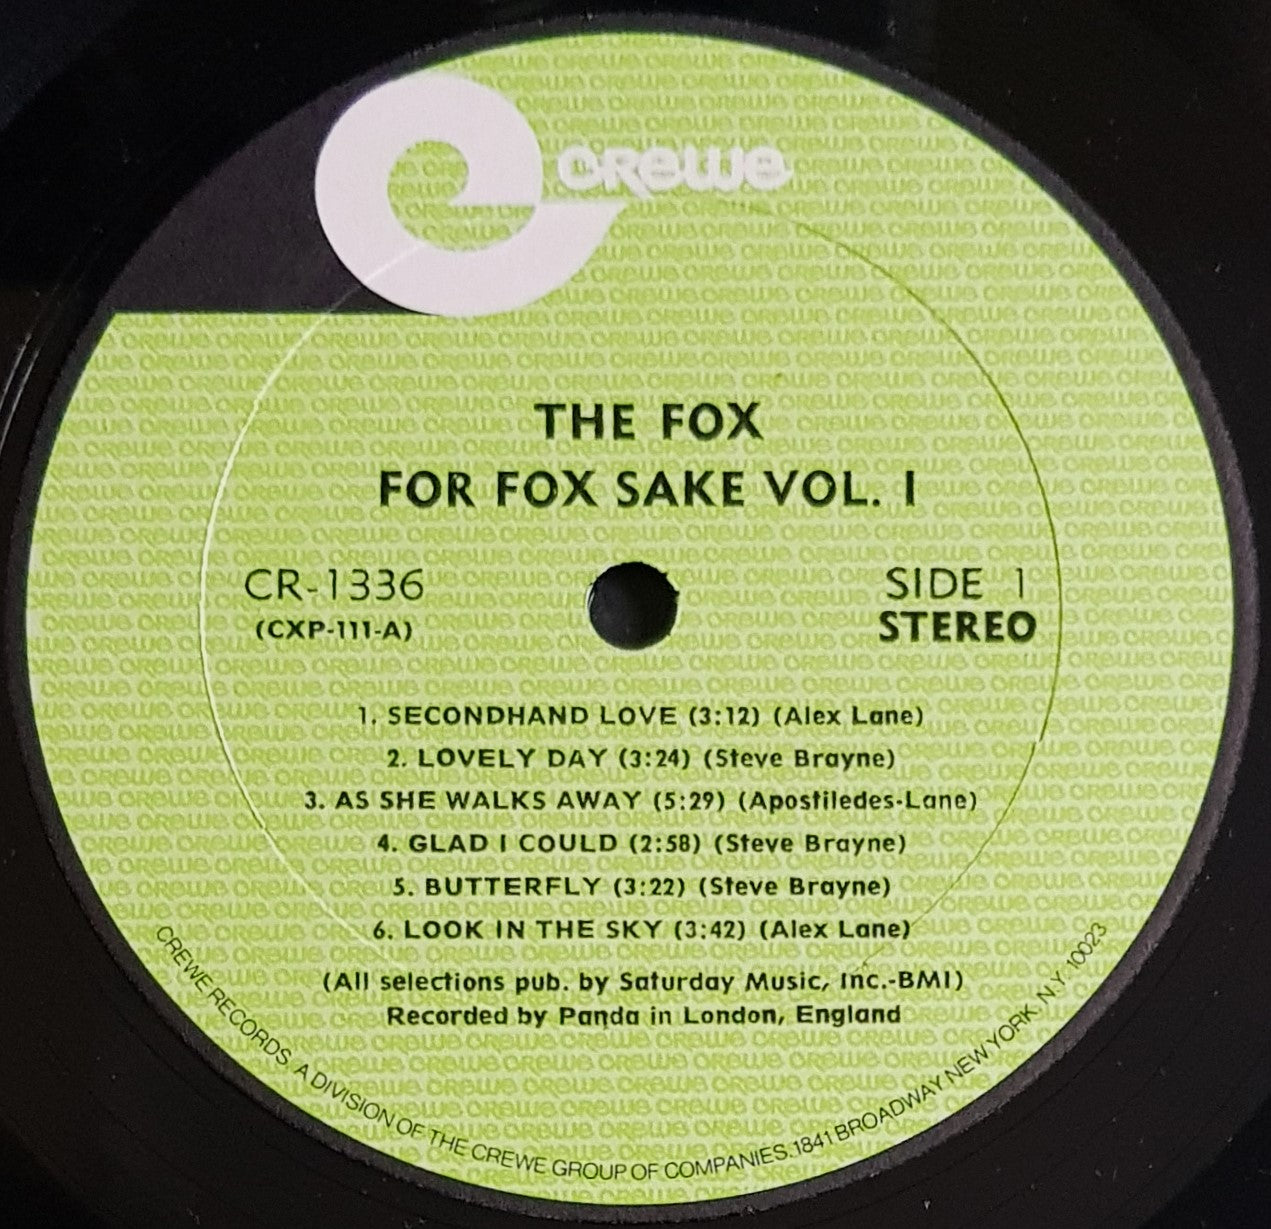 CREWE
THE FOX
FOR FOX SAKE VOL. I
CR-1336
(CXP-111-A)
SIDE 1
STEREO
1. SECONDHAND LOVE (3:12) (Alex Lane)
2. LOVELY DAY (3:24) (Steve Brayne)
3. AS SHE WALKS AWAY (5:29) (Apostiledes-Lane)
4. GLAD I COULD (2:58) (Steve Brayne)
5. BUTTERFLY (3:22) (Steve Brayne)
6. LOOK IN THE SKY (3:42) (Alex Lane)
(All selections pub. by Saturday Music, Inc.-BMI)
Recorded by Panda in London, England
CREWE RECORDS. A DIVISION OF THE CREWE GROUP OF COMPANIES. 1841 BROADWAY NEW YORK, N.Y. 10023